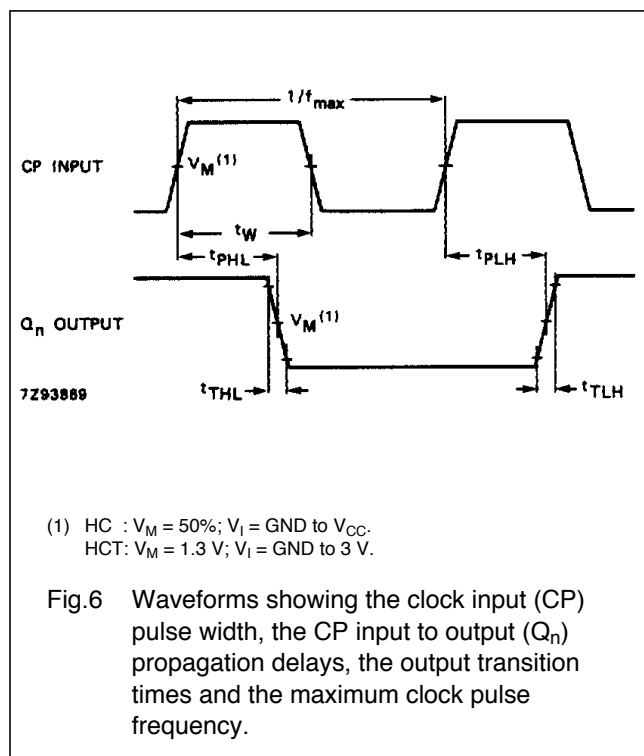 1/fmax
CP INPUT
VM(1)
tW
tPHL
tPLH
Qn OUTPUT
VM(1)
7Z93869
tTHL
tTLH
(1) HC : VM = 50%; VI = GND to VCC.
HCT: VM = 1.3 V; VI = GND to 3 V.
Fig.6 Waveforms showing the clock input (CP)
pulse width, the CP input to output (Qn)
propagation delays, the output transition
times and the maximum clock pulse
frequency.